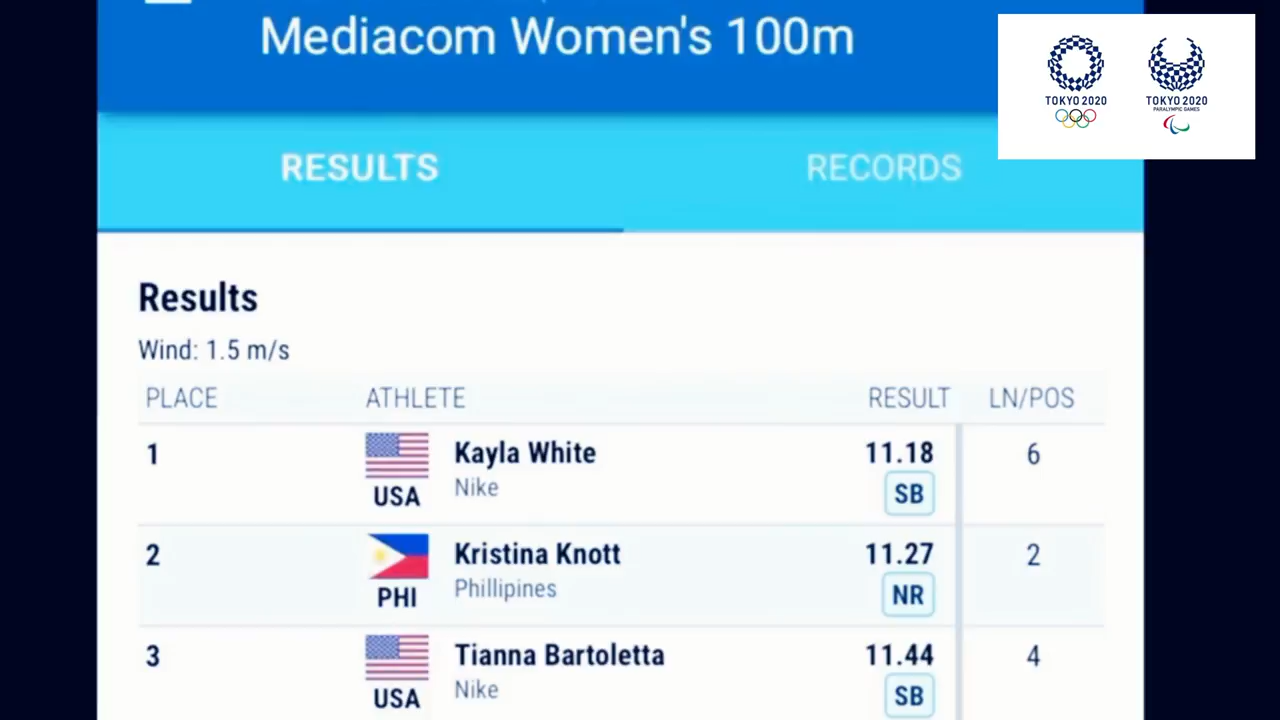 Mediacom Women's 100m
TOKYO 2020
TOKYO 2020
PARALYMPIC GAMES
RESULTS
RECORDS
Results
Wind: 1.5 m/s
PLACE ATHLETE RESULT LN/POS
1 Kayla White 11.18 6
Nike
USA SB
2 Kristina Knott 11.27 2
Phillipines
PHI NR
3 Tianna Bartoletta 11.44 4
Nike
USA SB